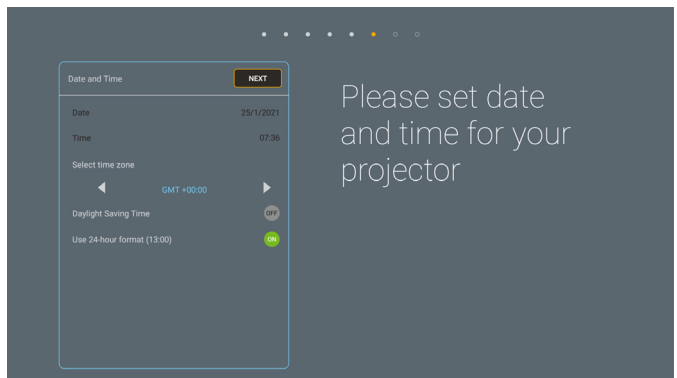 Date and Time
NEXT
Date
25/1/2021
Time
07:36
Select time zone
GMT +00:00
Daylight Saving Time
OFF
Use 24-hour format (13:00)
ON
Please set date
and time for your
projector